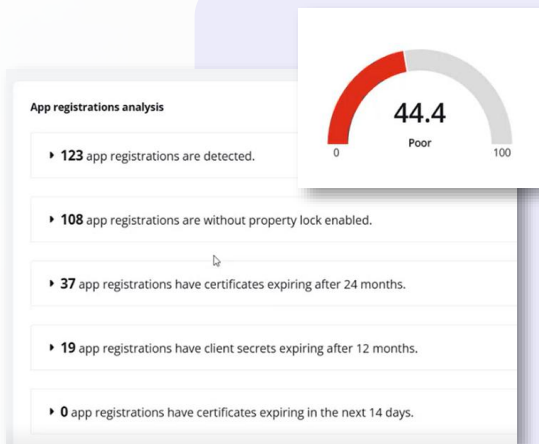 44.4
Poor
0
100
App registrations analysis
123 app registrations are detected.
108 app registrations are without property lock enabled.
37 app registrations have certificates expiring after 24 months.
19 app registrations have client secrets expiring after 12 months.
0 app registrations have certificates expiring in the next 14 days.